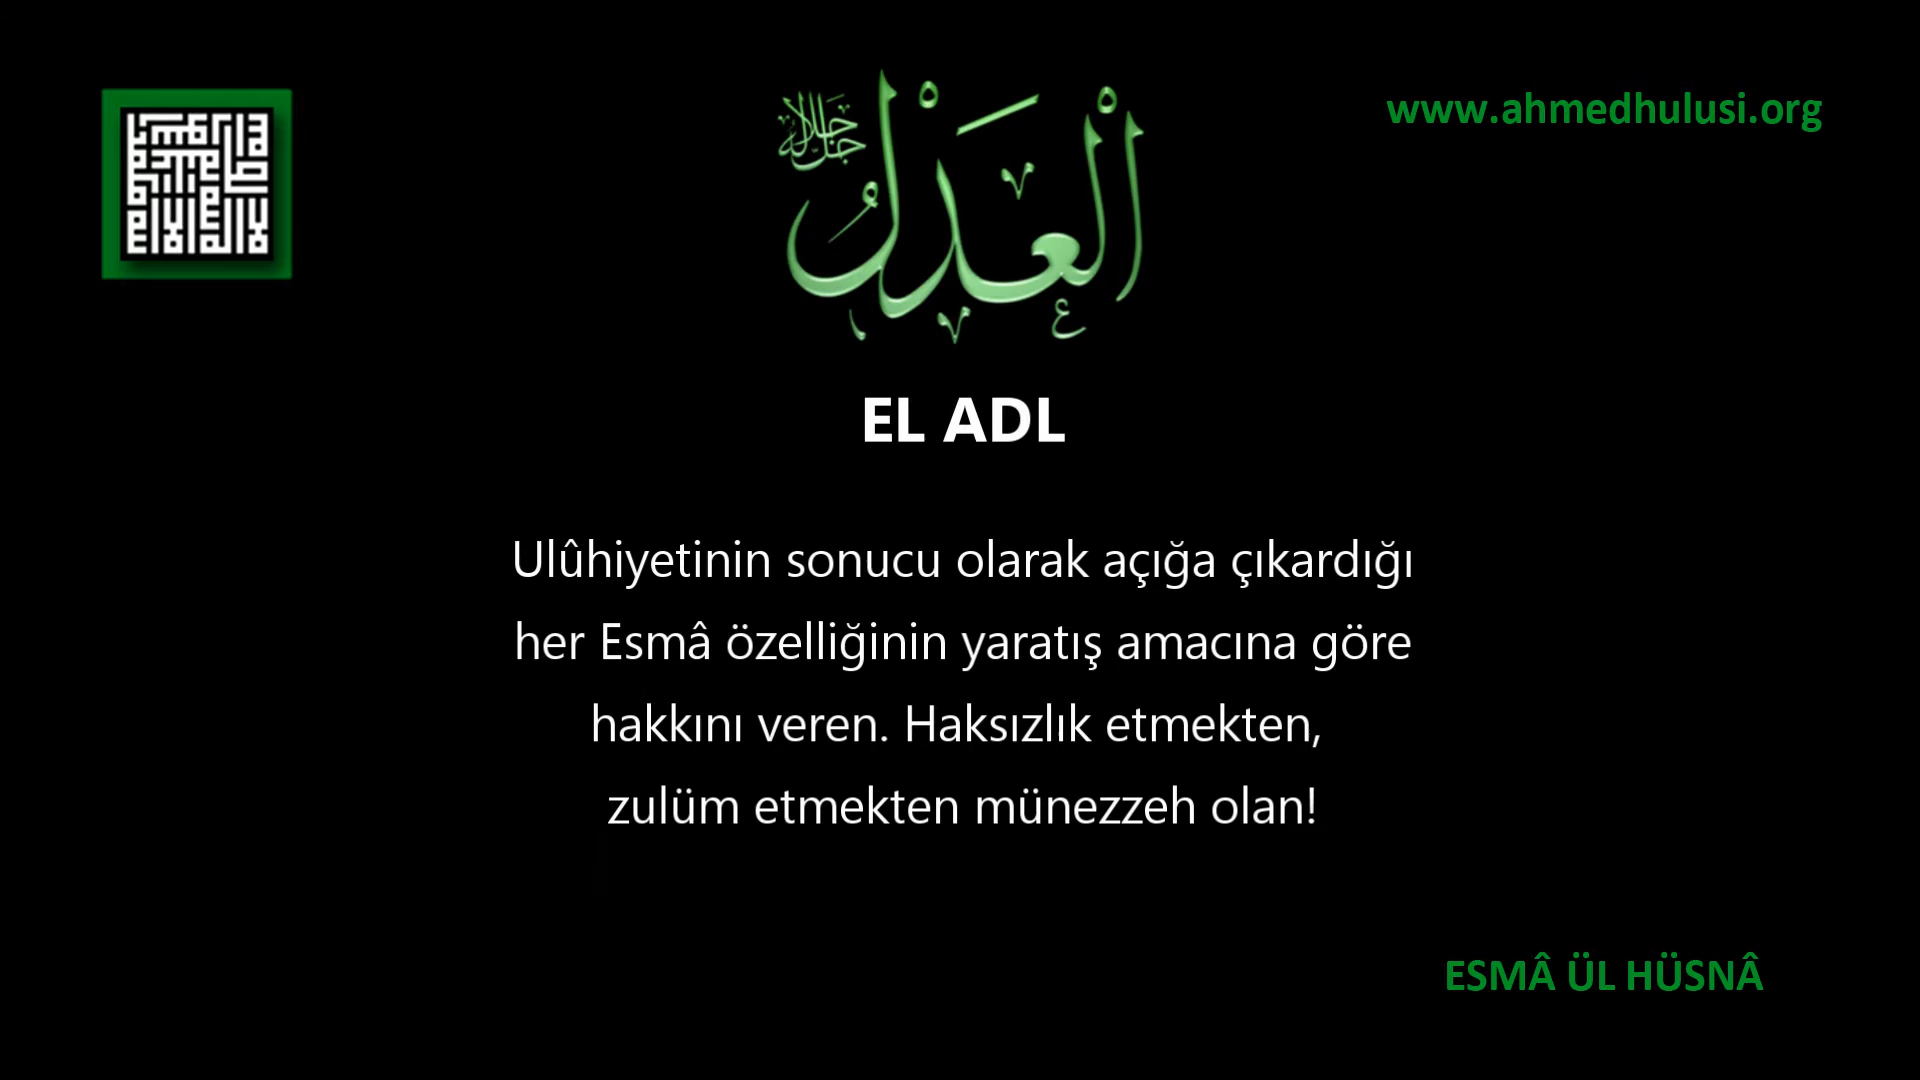 www.ahmedhulusi.org
الْعَدْلُ
جل جلاله
EL ADL
Ulûhiyetinin sonucu olarak açığa çıkardığı
her Esmâ özelliğinin yaratış amacına göre
hakkını veren. Haksızlık etmekten,
zulüm etmekten münezzeh olan!
ESMÂ ÜL HÜSNÂ